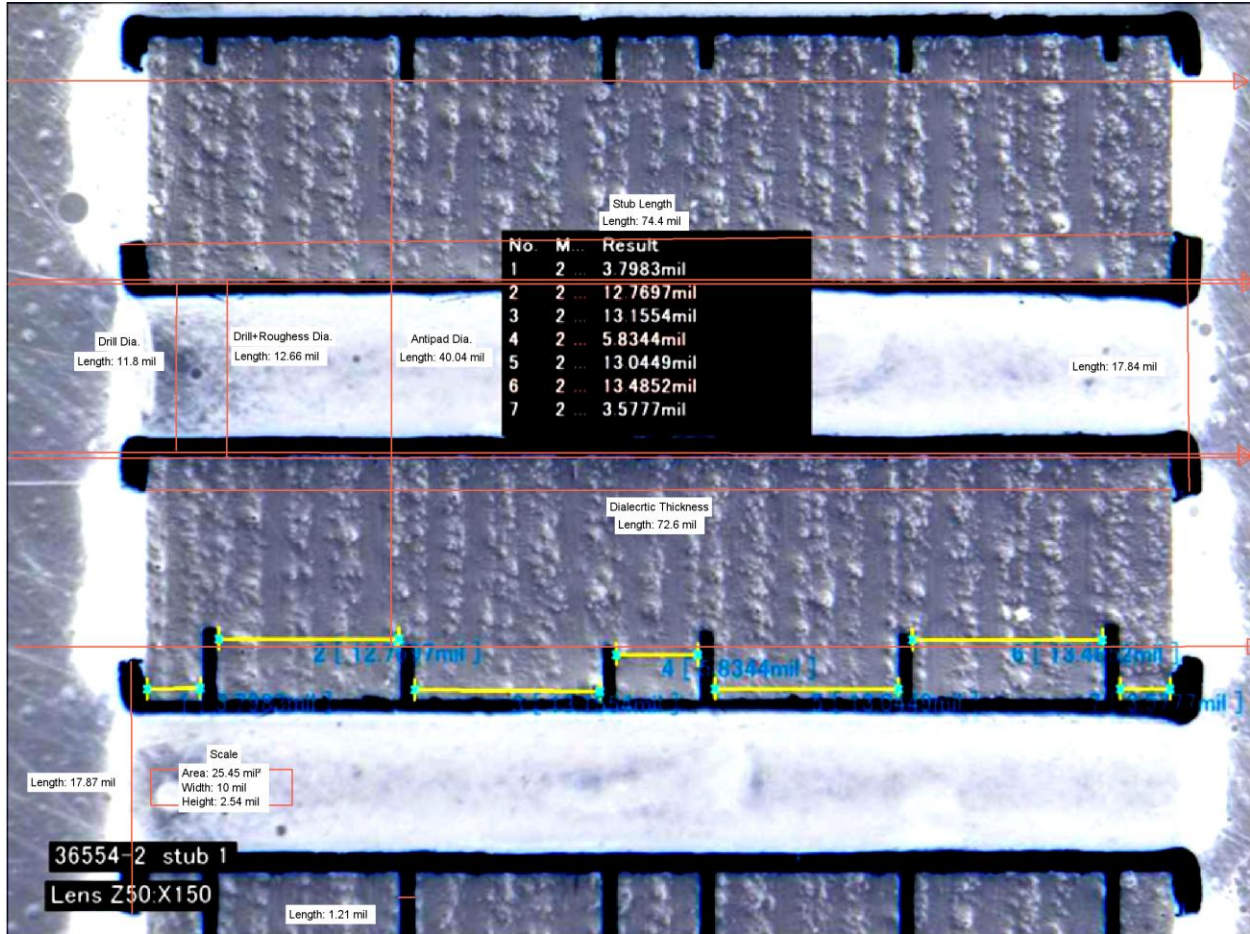 Stub Length
Length: 74.4 mil
No. M... Result
1 2 ... 3.7983mil
2 2 ... 12.7697mil
3 2 ... 13.1554mil
4 2 ... 5.8344mil
5 2 ... 13.0449mil
6 2 ... 13.4852mil
7 2 ... 3.5777mil
Drill Dia.
Length: 11.8 mil
Drill+Roughess Dia.
Length: 12.66 mil
Antipad Dia.
Length: 40.04 mil
Length: 17.84 mil
Dialecrtic Thickness
Length: 72.6 mil
2 [
4 [
6 [
5 [ 13.0449mil ]
Scale
Area: 25.45 mil²
Width: 10 mil
Height: 2.54 mil
Length: 17.87 mil
36554-2 stub 1
Lens Z50:X150
Length: 1.21 mil